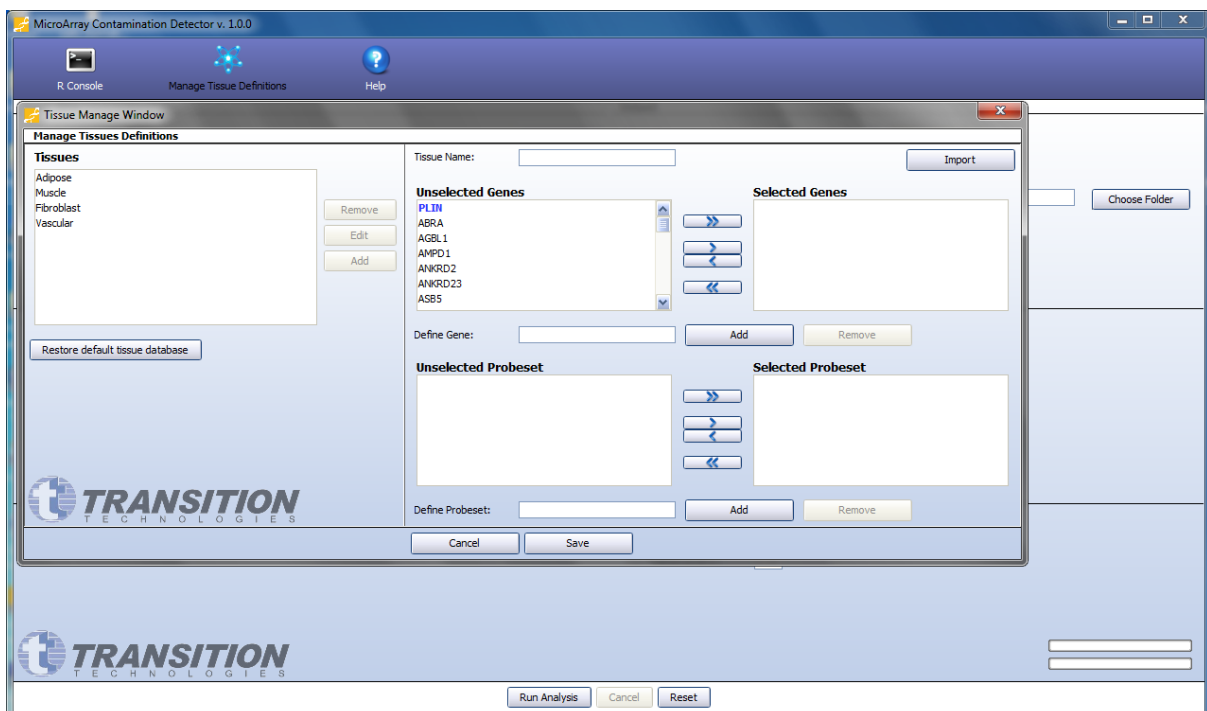 MicroArray Contamination Detector v. 1.0.0
R Console
Manage Tissue Definitions
Help
Tissue Manage Window
Manage Tissues Definitions
Tissues
Adipose
Muscle
Fibroblast
Vascular
Remove
Edit
Add
Restore default tissue database
Tissue Name:
Import
Unselected Genes
Selected Genes
PLIN
ABRA
AGBL1
AMPD1
ANKRD2
ANKRD23
ASB5
Define Gene:
Add
Remove
Unselected Probeset
Selected Probeset
Define Probeset:
Add
Remove
TRANSITION
TECHNOLOGIES
Cancel
Save
Choose Folder
TRANSITION
TECHNOLOGIES
Run Analysis
Cancel
Reset